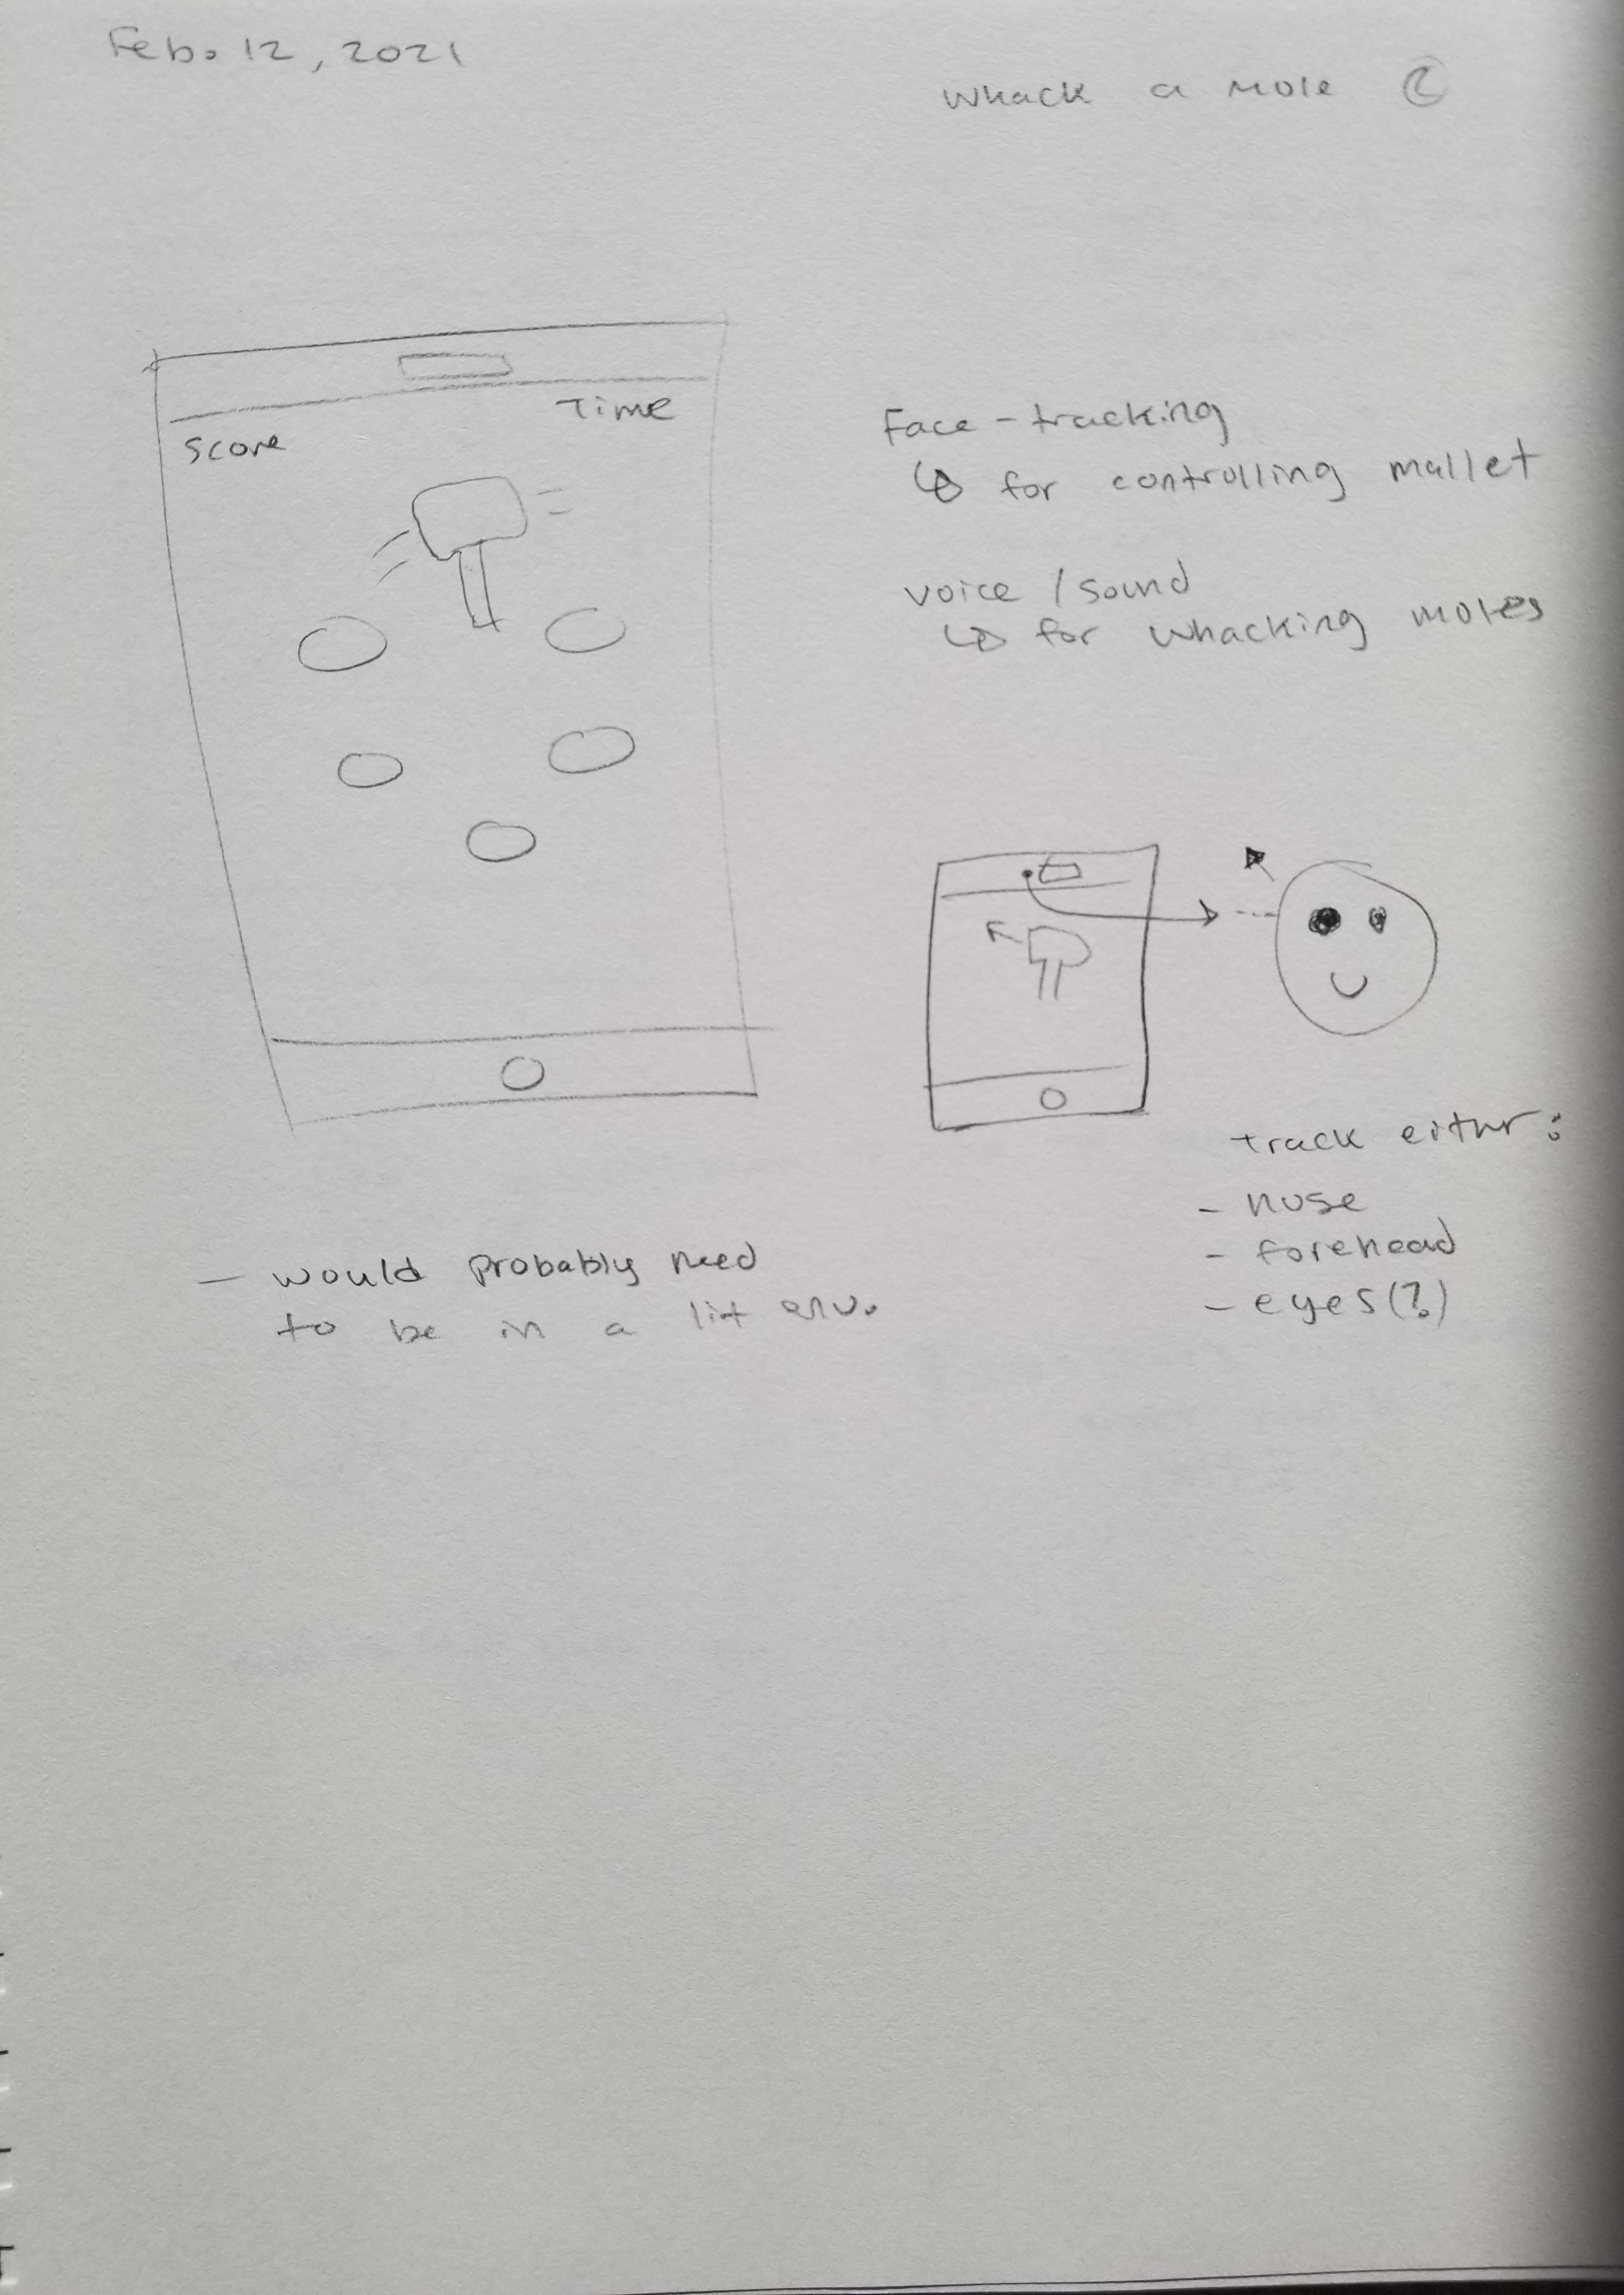 Feb. 12, 2021
Whack a Mole ②
Time
Score
Face-tracking
↳ for controlling mallet
Voice / Sound
↳ for whacking moles
track either:
- nose
- forehead
- eyes(?)
- would probably need
to be in a lit env.